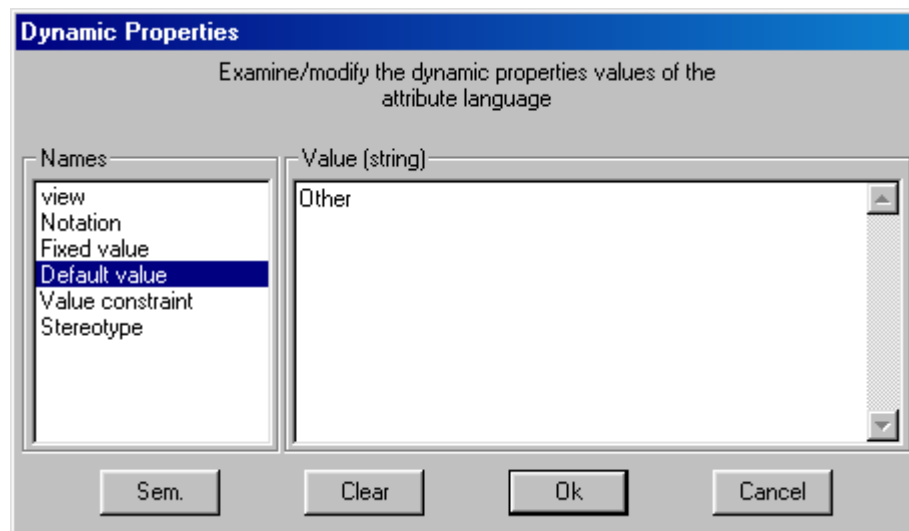 Dynamic Properties
Examine/modify the dynamic properties values of the
attribute language
Names
view
Notation
Fixed value
Default value
Value constraint
Stereotype
Value (string)
Other
Sem.
Clear
Ok
Cancel